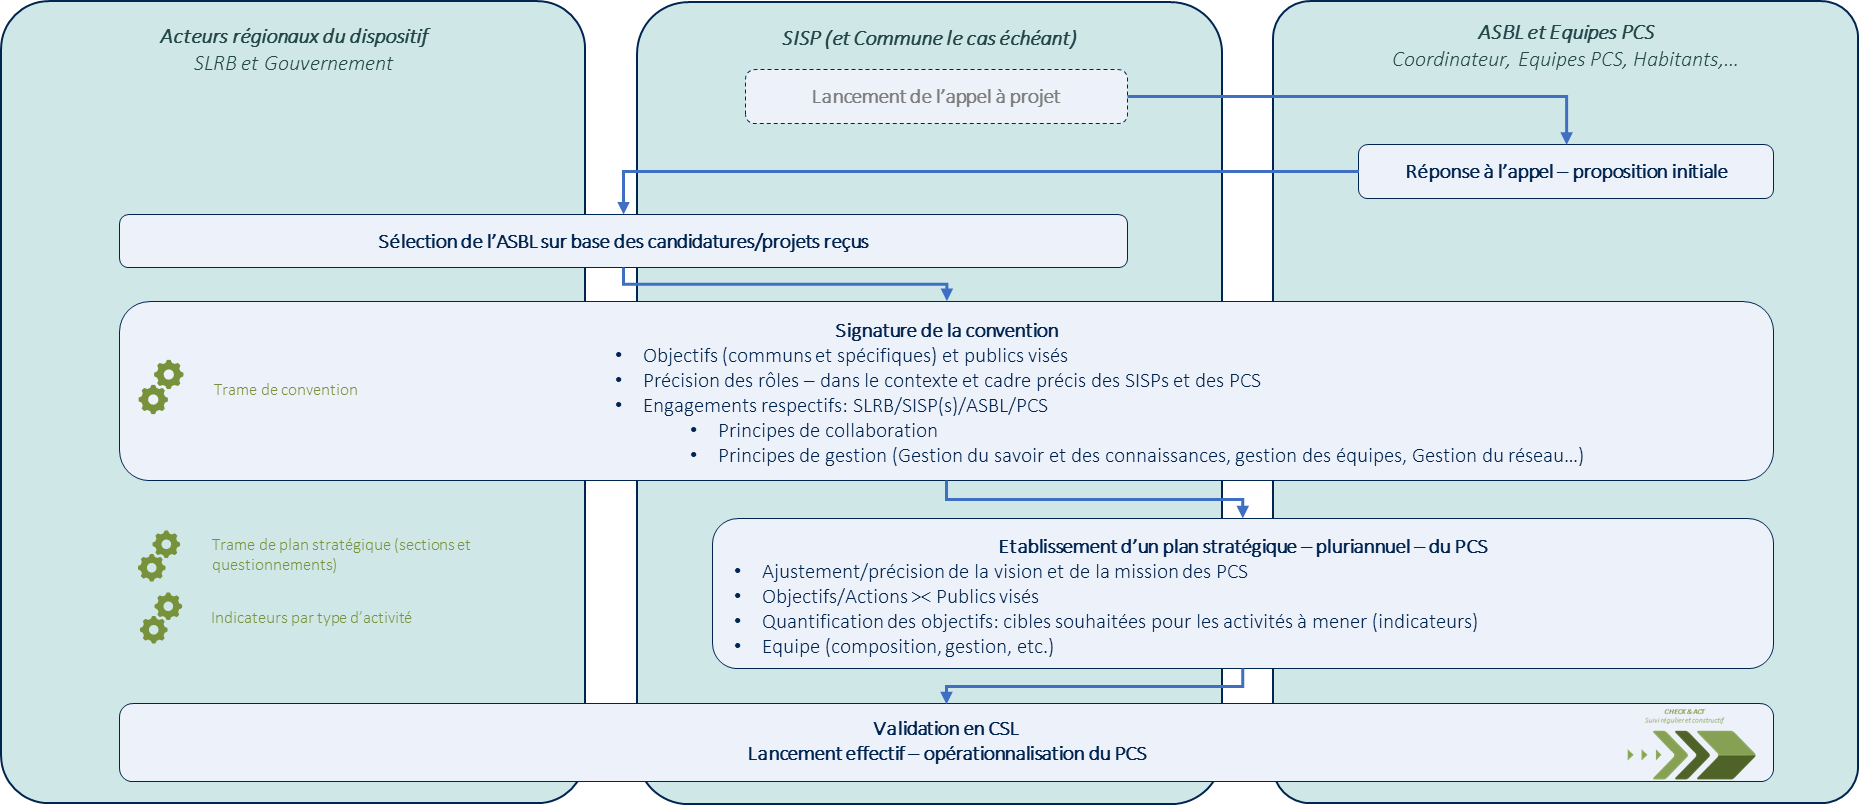 Acteurs régionaux du dispositif
SLRB et Gouvernement
SISP (et Commune le cas échéant)
ASBL et Equipes PCS
Coordinateur, Equipes PCS, Habitants,...
Lancement de l'appel à projet
Réponse à l'appel – proposition initiale
Sélection de l'ASBL sur base des candidatures/projets reçus
Signature de la convention
• Objectifs (communs et spécifiques) et publics visés
• Précision des rôles – dans le contexte et cadre précis des SISPs et des PCS
• Engagements respectifs: SLRB/SISP(s)/ASBL/PCS
• Principes de collaboration
• Principes de gestion (Gestion du savoir et des connaissances, gestion des équipes, Gestion du réseau...)
Trame de convention
Trame de plan stratégique (sections et
questionnements)
Indicateurs par type d'activité
Etablissement d'un plan stratégique – pluriannuel – du PCS
• Ajustement/précision de la vision et de la mission des PCS
• Objectifs/Actions >< Publics visés
• Quantification des objectifs: cibles souhaitées pour les activités à mener (indicateurs)
• Equipe (composition, gestion, etc.)
Validation en CSL
Lancement effectif – opérationnalisation du PCS
CHECK & ACT
Suivi régulier et constructif